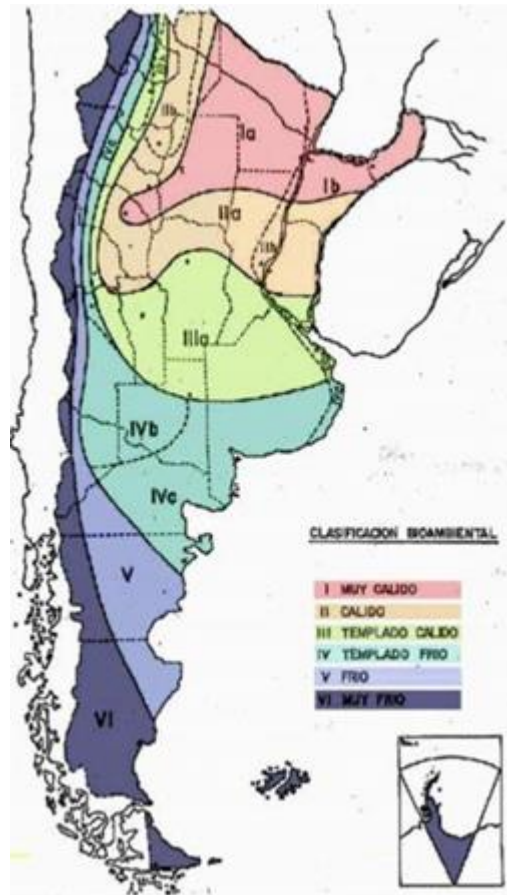 Ia
Ib
IIb
IIa
IIb
IIIa
IVb
IVc
V
VI
CLASIFICACION BIOAMBIENTAL
I MUY CALIDO
II CALIDO
III TEMPLADO CALIDO
IV TEMPLADO FRIO
V FRIO
VI MUY FRIO